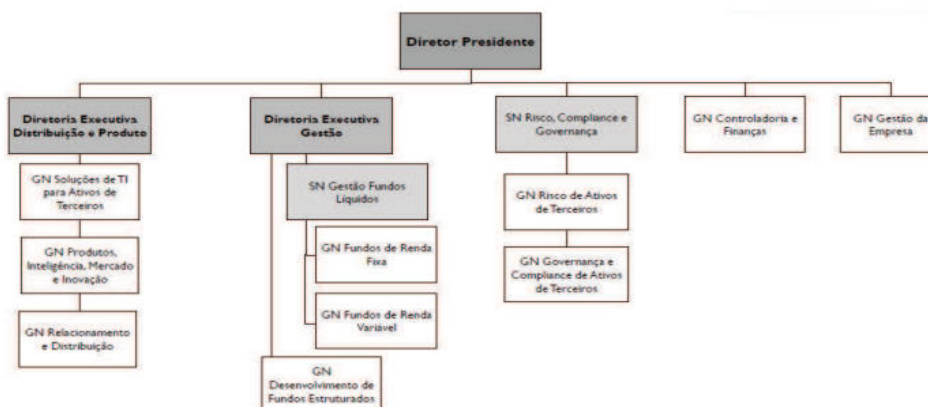 Diretor Presidente
Diretoria Executiva
Distribuição e Produto
Diretoria Executiva
Gestão
SN Risco, Compliance e
Governança
GN Controladoria e
Finanças
GN Gestão da
Empresa
GN Soluções de TI
para Ativos de
Terceiros
SN Gestão Fundos
Líquidos
GN Risco de Ativos
de Terceiros
GN Produtos,
Inteligência, Mercado
e Inovação
GN Fundos de Renda
Fixa
GN Governança e
Compliance de Ativos
de Terceiros
GN Relacionamento
e Distribuição
GN Fundos de Renda
Variável
GN
Desenvolvimento de
Fundos Estruturados